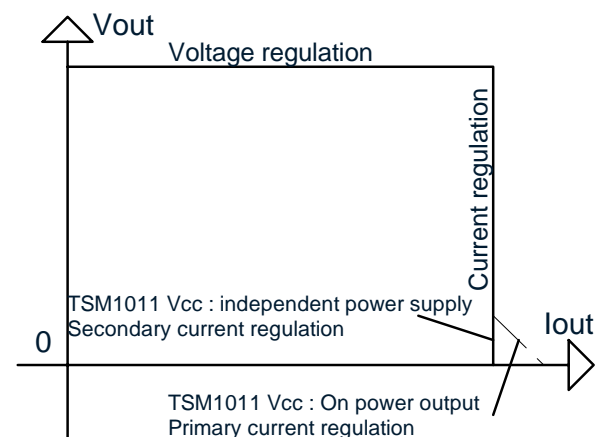 Vout
Voltage regulation
Current regulation
TSM1011 Vcc : independent power supply
Secondary current regulation
Iout
0
TSM1011 Vcc : On power output
Primary current regulation